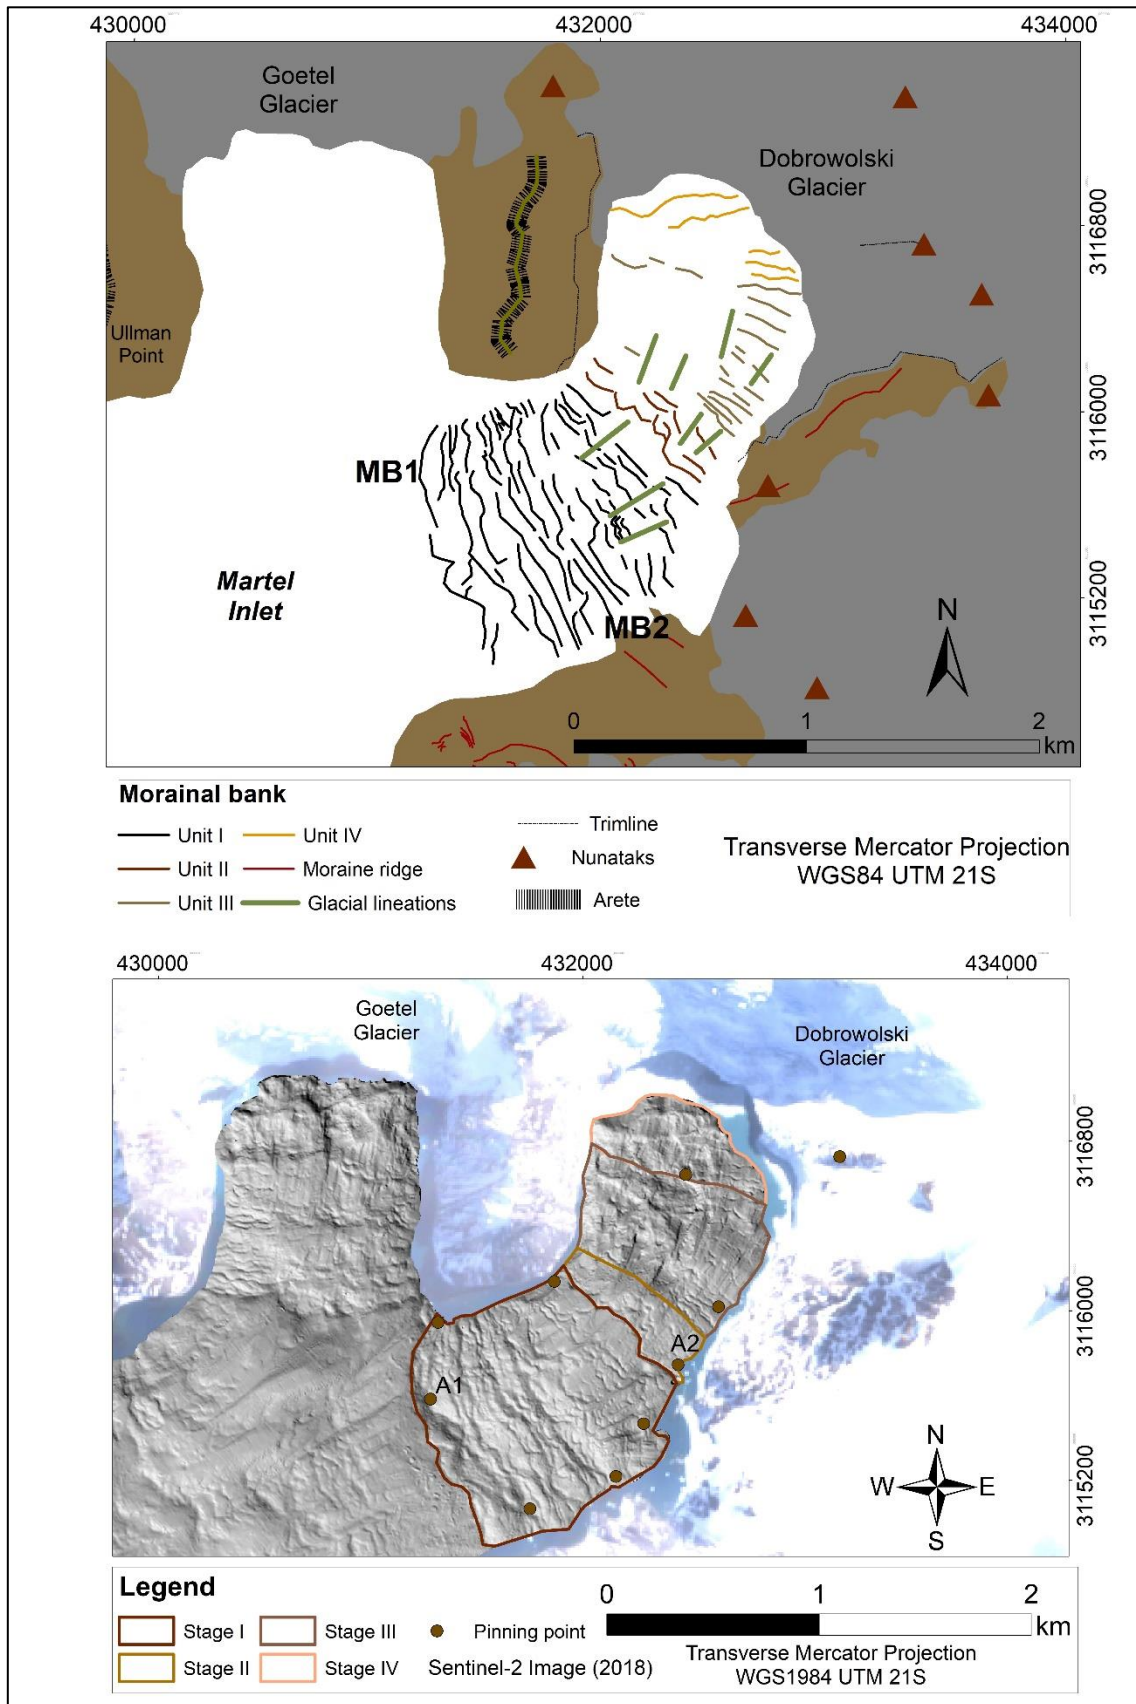 430000 432000 434000
Goetel
Glacier
Dobrowolski
Glacier
3116800
Ullman
Point
3116000
MB1
Martel
Inlet
3115200
MB2
N
0 1 2
km
Morainal bank
Unit I Unit IV Trimline
Unit II Moraine ridge Nunataks
Unit III Glacial lineations Arete
Transverse Mercator Projection
WGS84 UTM 21S
430000 432000 434000
Goetel
Glacier
Dobrowolski
Glacier
3116800
3116000
A2
A1
3115200
N
W E
S
Legend
0 1 2
km
Stage I Stage III Pinning point
Stage II Stage IV Sentinel-2 Image (2018)
Transverse Mercator Projection
WGS1984 UTM 21S